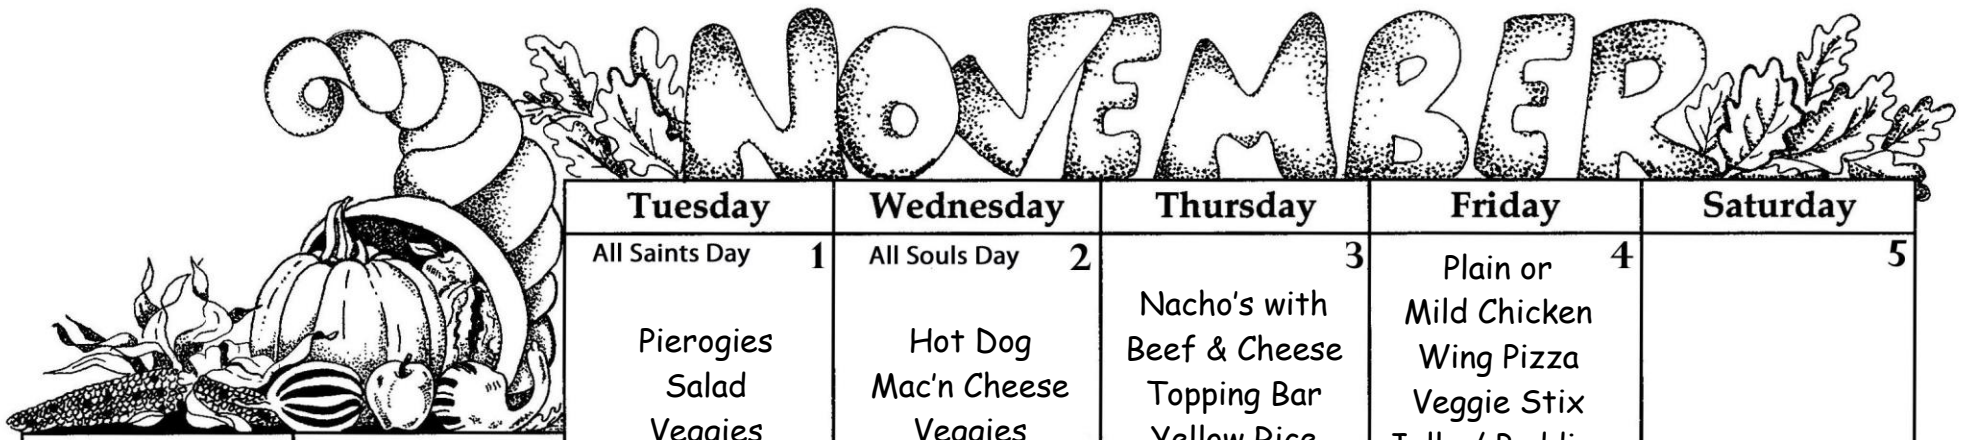 NOVEMBER
Tuesday Wednesday Thursday Friday Saturday
All Saints Day 1
Pierogies
Salad
Veggies
All Souls Day 2
Hot Dog
Mac'n Cheese
Veggies
3
Nacho's with
Beef & Cheese
Topping Bar
Yellow Rice
4
Plain or
Mild Chicken
Wing Pizza
Veggie Stix
5